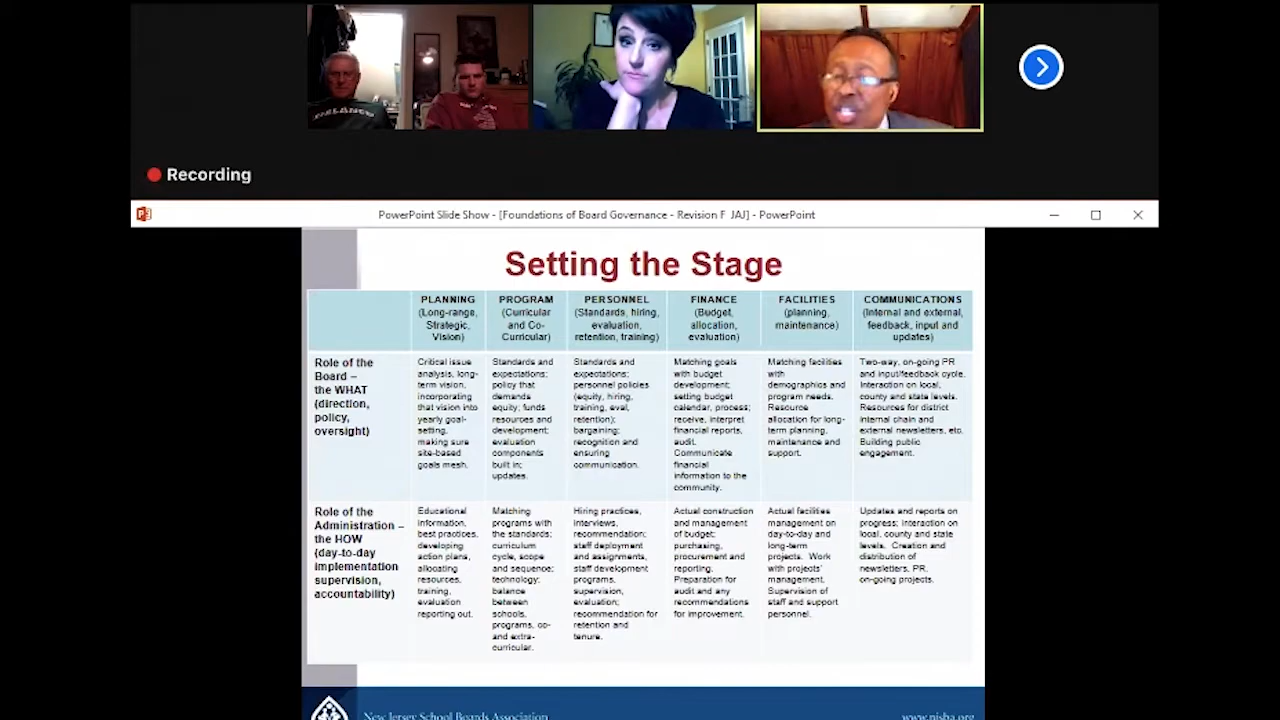 Recording
PowerPoint Slide Show - [Foundations of Board Governance - Revision F JAJ] - PowerPoint
Setting the Stage
PLANNING
(Long-range,
Strategic,
Vision)
PROGRAM
(Curricular
and Co-
Curricular)
PERSONNEL
(Standards, hiring,
evaluation,
retention, training)
FINANCE
(Budget,
allocation,
evaluation)
FACILITIES
(planning,
maintenance)
COMMUNICATIONS
(Internal and external,
feedback, input and
updates)
Role of the
Board –
the WHAT
(direction,
policy,
oversight)
Critical issue
analysis, long-
term vision,
incorporating
that vision into
yearly goal-
setting,
making sure
site-based
goals mesh.
Standards and
expectations;
policy that
demands
equity; funds
resources and
development;
evaluation
components
built in;
updates.
Standards and
expectations;
personnel policies
(equity, hiring,
training, eval,
retention);
bargaining;
recognition and
ensuring
communication.
Matching goals
with budget
development;
setting budget
calendar, process;
receive, interpret
financial reports,
audit.
Communicate
financial
information to the
community.
Matching facilities
with
demographics and
program needs.
Resource
allocation for long-
term planning,
maintenance and
support.
Two-way, on-going PR
and input/feedback cycle.
Interaction on local,
county and state levels.
Resources for district
internal chain and
external newsletters, etc.
Building public
engagement.
Role of the
Administration –
the HOW
(day-to-day
implementation
supervision,
accountability)
Educational
information,
best practices,
developing
action plans,
allocating
resources,
training,
evaluation
reporting out.
Matching
programs with
the standards;
curriculum
cycle, scope
and sequence;
technology;
balance
between
schools,
programs, co-
and extra-
curricular.
Hiring practices,
interviews,
recommendation;
staff deployment
and assignments,
staff development
programs,
supervision,
evaluation;
recommendation for
retention and
tenure.
Actual construction
and management
of budget;
purchasing,
procurement and
reporting.
Preparation for
audit and any
recommendations
for improvement.
Actual facilities
management on
day-to-day and
long-term
projects. Work
with projects'
management.
Supervision of
staff and support
personnel.
Updates and reports on
progress; interaction on
local, county and state
levels. Creation and
distribution of
newsletters, PR,
on-going projects.
New Jersey School Boards Association
www.njsba.org